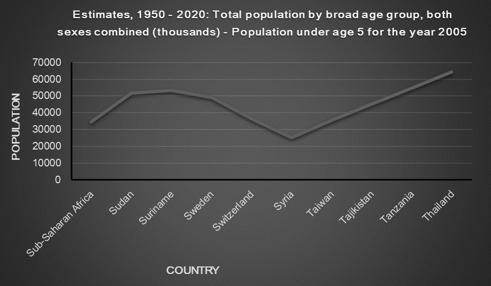 Estimates, 1950 - 2020: Total population by broad age group, both
sexes combined (thousands) - Population under age 5 for the year 2005
POPULATION
70000
60000
50000
40000
30000
20000
10000
0
Sub-Saharan Africa
Sudan
Suriname
Sweden
Switzerland
Syria
Taiwan
Tajikistan
Tanzania
Thailand
COUNTRY